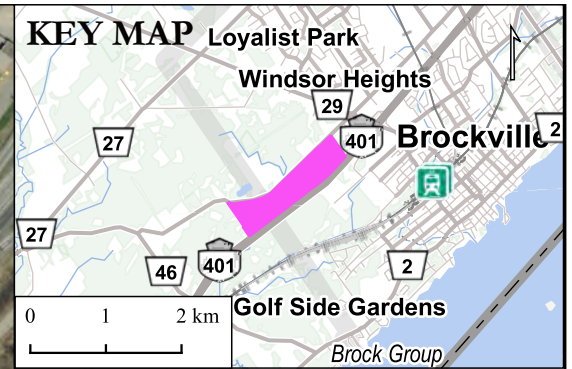 KEY MAP
Loyalist Park
Windsor Heights
29
401
Brockville
2
27
27
46
401
2
0 1 2 km
Golf Side Gardens
Brock Group